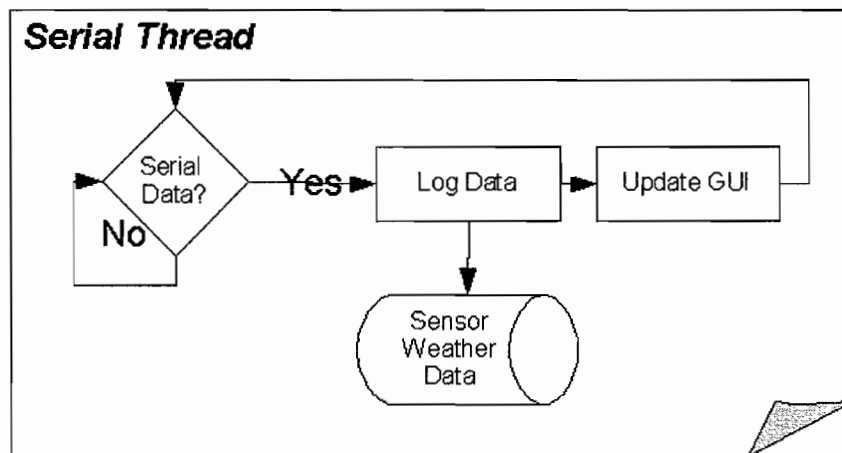 Serial Thread
Serial
Data?
Yes
Log Data
Update GUI
No
Sensor
Weather
Data